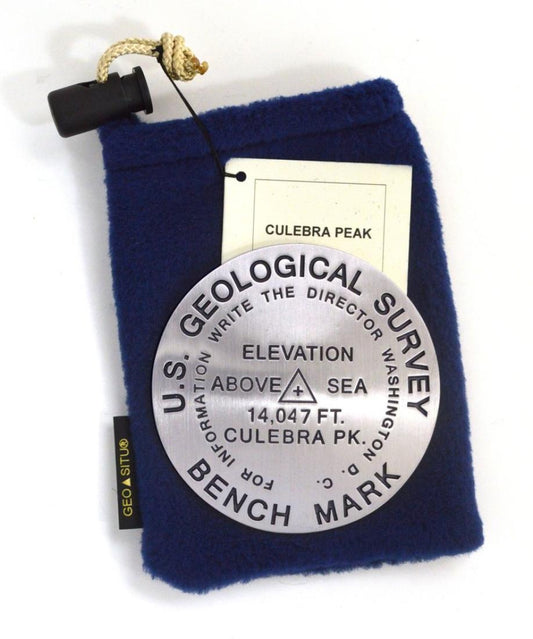 CULEBRA PEAK
U.S. GEOLOGICAL SURVEY
FOR INFORMATION WRITE THE DIRECTOR WASHINGTON D. C.
ELEVATION
ABOVE SEA
14,047 FT.
CULEBRA PK.
BENCH MARK
GEO▲SITU®